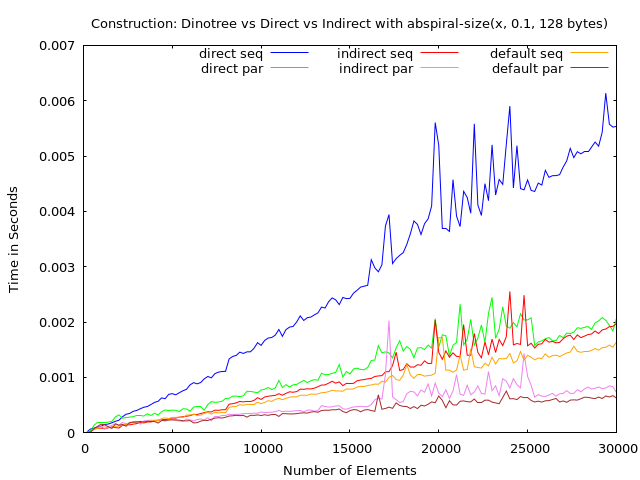 Construction: Dinotree vs Direct vs Indirect with abspiral-size(x, 0.1, 128 bytes)
direct seq indirect seq default seq
direct par indirect par default par
0.007
0.006
0.005
0.004
0.003
0.002
0.001
0
Time in Seconds
0 5000 10000 15000 20000 25000 30000
Number of Elements